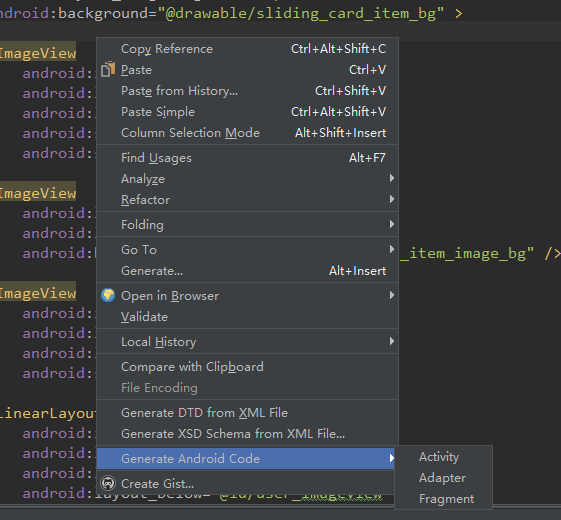 android:background="@drawable/sliding_card_item_bg" >
ImageView
android:
android:
android:
android:
android:
ImageView
android:
android:
android: _item_image_bg" />
ImageView
android:
android:
android:
android:
android:
LinearLayout
android:
android:
android:
android:layout_below="@id/user_imageview"
Copy Reference Ctrl+Alt+Shift+C
Paste Ctrl+V
Paste from History... Ctrl+Shift+V
Paste Simple Ctrl+Alt+Shift+V
Column Selection Mode Alt+Shift+Insert
Find Usages Alt+F7
Analyze
Refactor
Folding
Go To
Generate... Alt+Insert
Open in Browser
Validate
Local History
Compare with Clipboard
File Encoding
Generate DTD from XML File
Generate XSD Schema from XML File...
Generate Android Code
Create Gist...
Activity
Adapter
Fragment